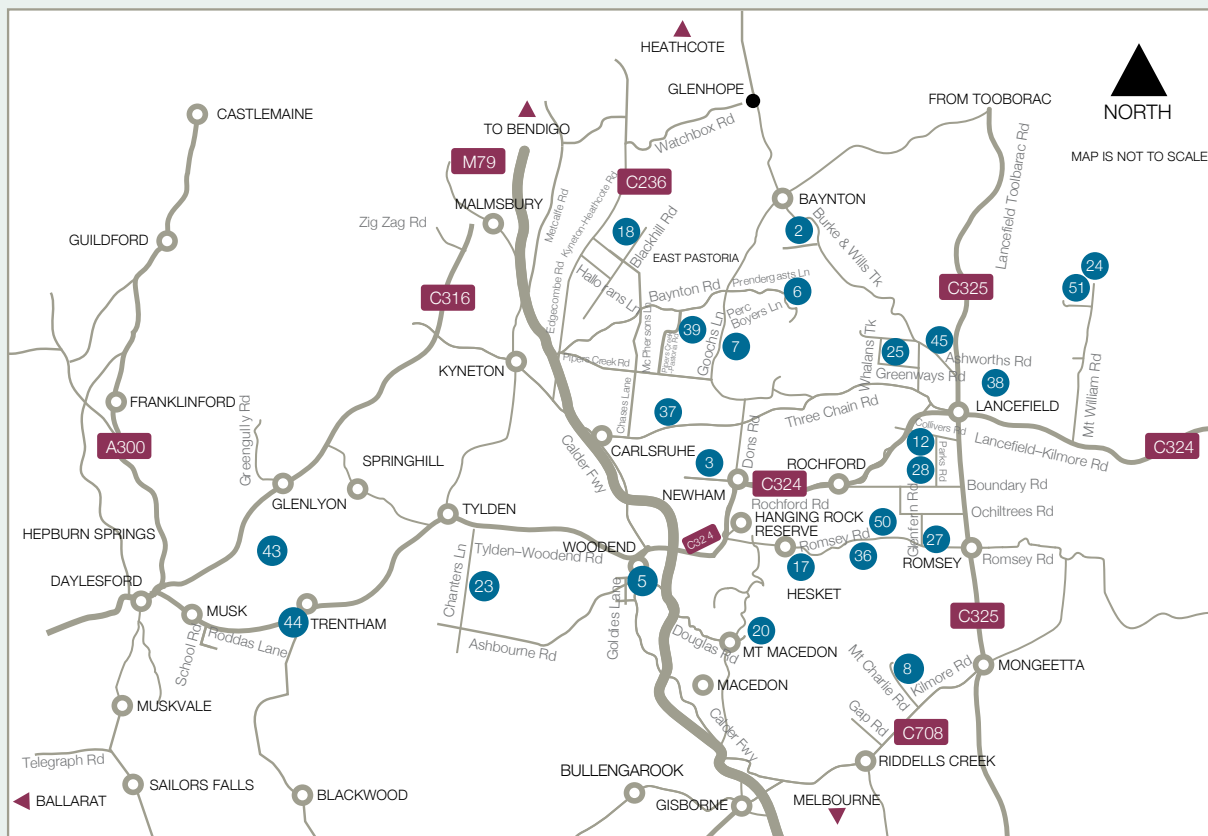 HEATHCOTE
GLENHOPE
FROM TOOBORAC
NORTH
MAP IS NOT TO SCALE
CASTLEMAINE
TO BENDIGO
Watchbox Rd
M79
C236
MALMSBURY
Zig Zag Rd
Metcalfe Rd
Kyneton-Heathcote Rd
BAYNTON
Lancefield Toolbarac Rd
GUILDFORD
18
Blackhill Rd
2
Burke & Wills Tk
EAST PASTORIA
24
51
Hallorans Ln
Baynton Rd
Prendergasts Ln
6
C316
C325
Edgecombe Rd
McPhersons Ln
Perc
Boyers Ln
39
Pipers Creek
Pastoria Rd
Goochs Ln
7
Whalans Tk
25
45
Ashworths Rd
Greenways Rd
Mt William Rd
Pipers Creek Rd
KYNETON
38
FRANKLINFORD
Greengully Rd
Chases Lane
37
Three Chain Rd
LANCEFIELD
A300
CARLSRUHE
Dons Rd
Collivers Rd
12
Lancefield–Kilmore Rd
C324
Calder Fwy
SPRINGHILL
3
ROCHFORD
28
Parks Rd
GLENLYON
NEWHAM
C324
Boundary Rd
Rochford Rd
TYLDEN
Ochiltrees Rd
HEPBURN SPRINGS
HANGING ROCK
RESERVE
50
Glenfern Rd
C324
43
Tylden–Woodend Rd
WOODEND
Romsey Rd
27
36
ROMSEY
Romsey Rd
DAYLESFORD
Chanters Ln
23
5
17
HESKET
MUSK
44
TRENTHAM
C325
School Rd
Roddas Lane
Goldies Lane
20
Douglas Rd
MT MACEDON
Ashbourne Rd
8
Mt Charlie Rd
Kilmore Rd
MONGEETTA
MACEDON
MUSKVALE
Calder Fwy
Gap Rd
C708
Telegraph Rd
RIDDELLS CREEK
BULLENGAROOK
SAILORS FALLS
BLACKWOOD
BALLARAT
GISBORNE
MELBOURNE